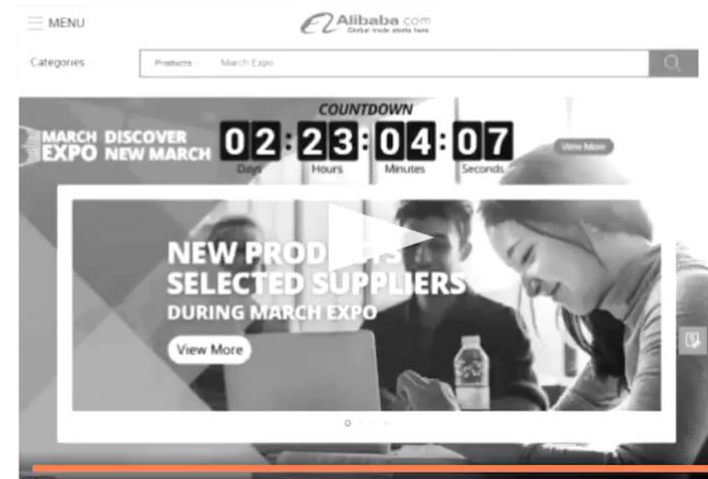 MENU
Alibaba com
Global trade starts here
Categories
Products
March Expo
COUNTDOWN
MARCH DISCOVER
EXPO NEW MARCH
02:23:04:07
Days Hours Minutes Seconds
View More
NEW PRODUCTS
SELECTED SUPPLIERS
DURING MARCH EXPO
View More